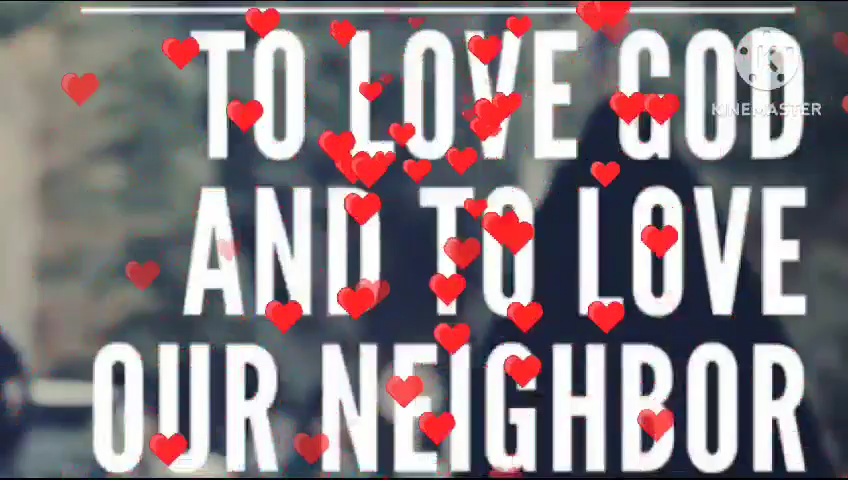 TO LOVE GOD
KINEMASTER
AND TO LOVE
OUR NEIGHBOR